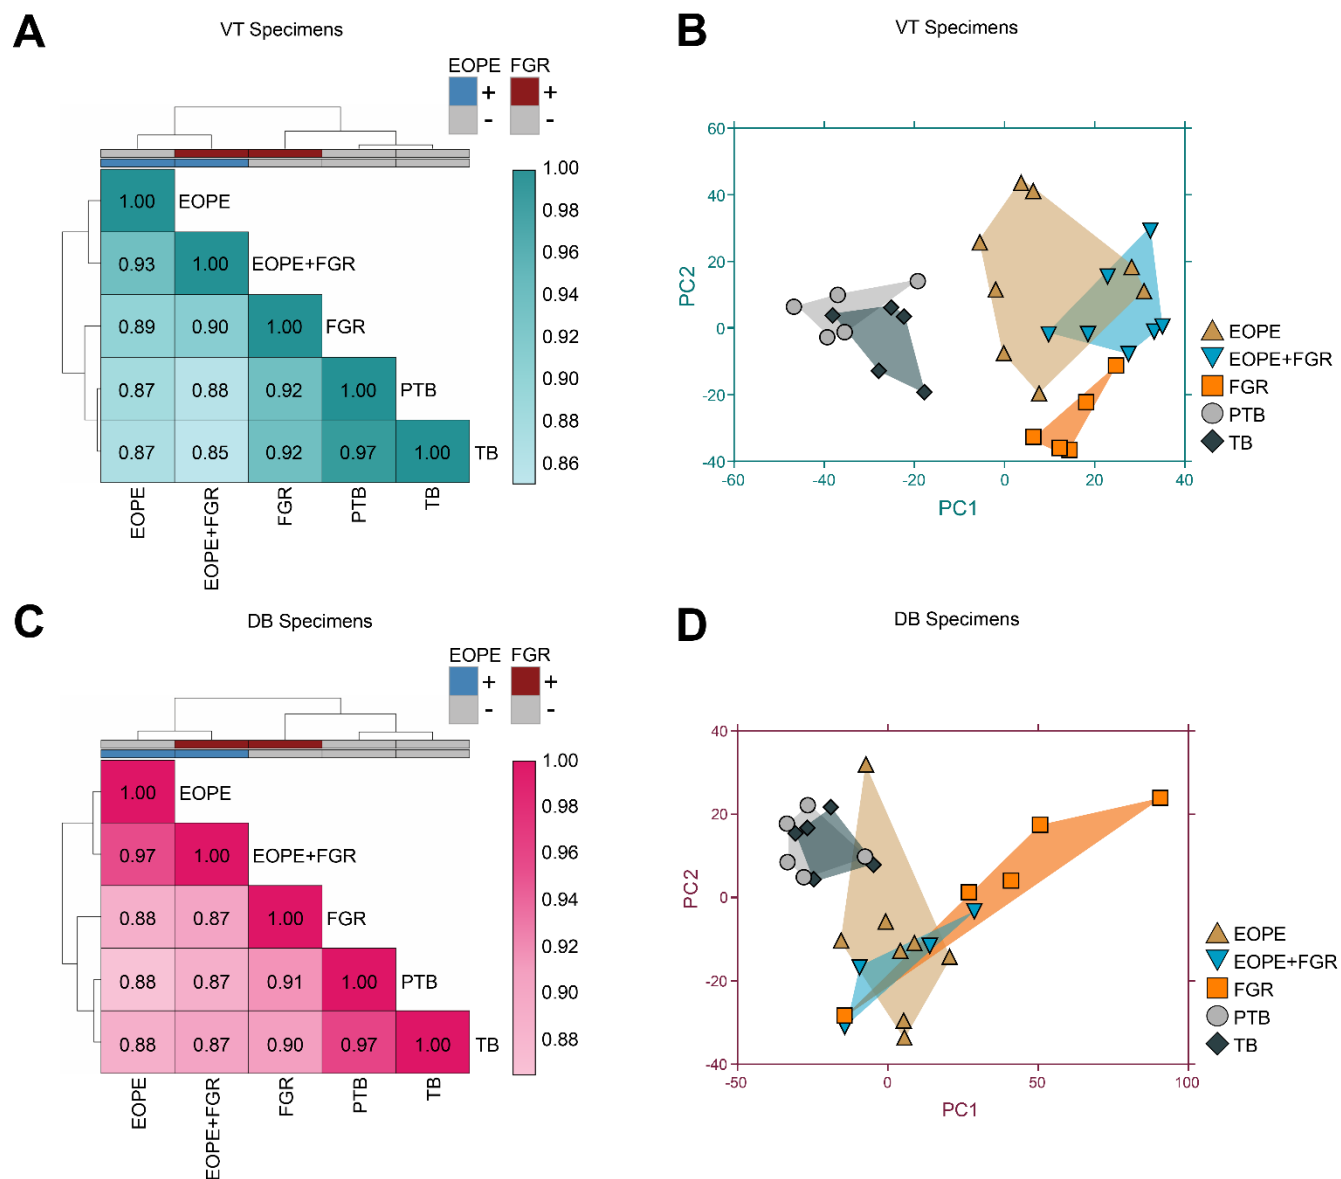 A
VT Specimens
EOPE FGR
+ +
- -
1.00
0.98
0.96
0.94
0.92
0.90
0.88
0.86
1.00 EOPE
0.93 1.00 EOPE+FGR
0.89 0.90 1.00 FGR
0.87 0.88 0.92 1.00 PTB
0.87 0.85 0.92 0.97 1.00 TB
EOPE
EOPE+FGR
FGR
PTB
TB
B
VT Specimens
PC2
60
40
20
0
-20
-40
-60 -40 -20 0 20 40
PC1
EOPE
EOPE+FGR
FGR
PTB
TB
C
DB Specimens
EOPE FGR
+ +
- -
1.00
0.98
0.96
0.94
0.92
0.90
0.88
1.00 EOPE
0.97 1.00 EOPE+FGR
0.88 0.87 1.00 FGR
0.88 0.87 0.91 1.00 PTB
0.88 0.87 0.90 0.97 1.00 TB
EOPE
EOPE+FGR
FGR
PTB
TB
D
DB Specimens
PC2
40
20
0
-20
-40
-50 0 50 100
PC1
EOPE
EOPE+FGR
FGR
PTB
TB